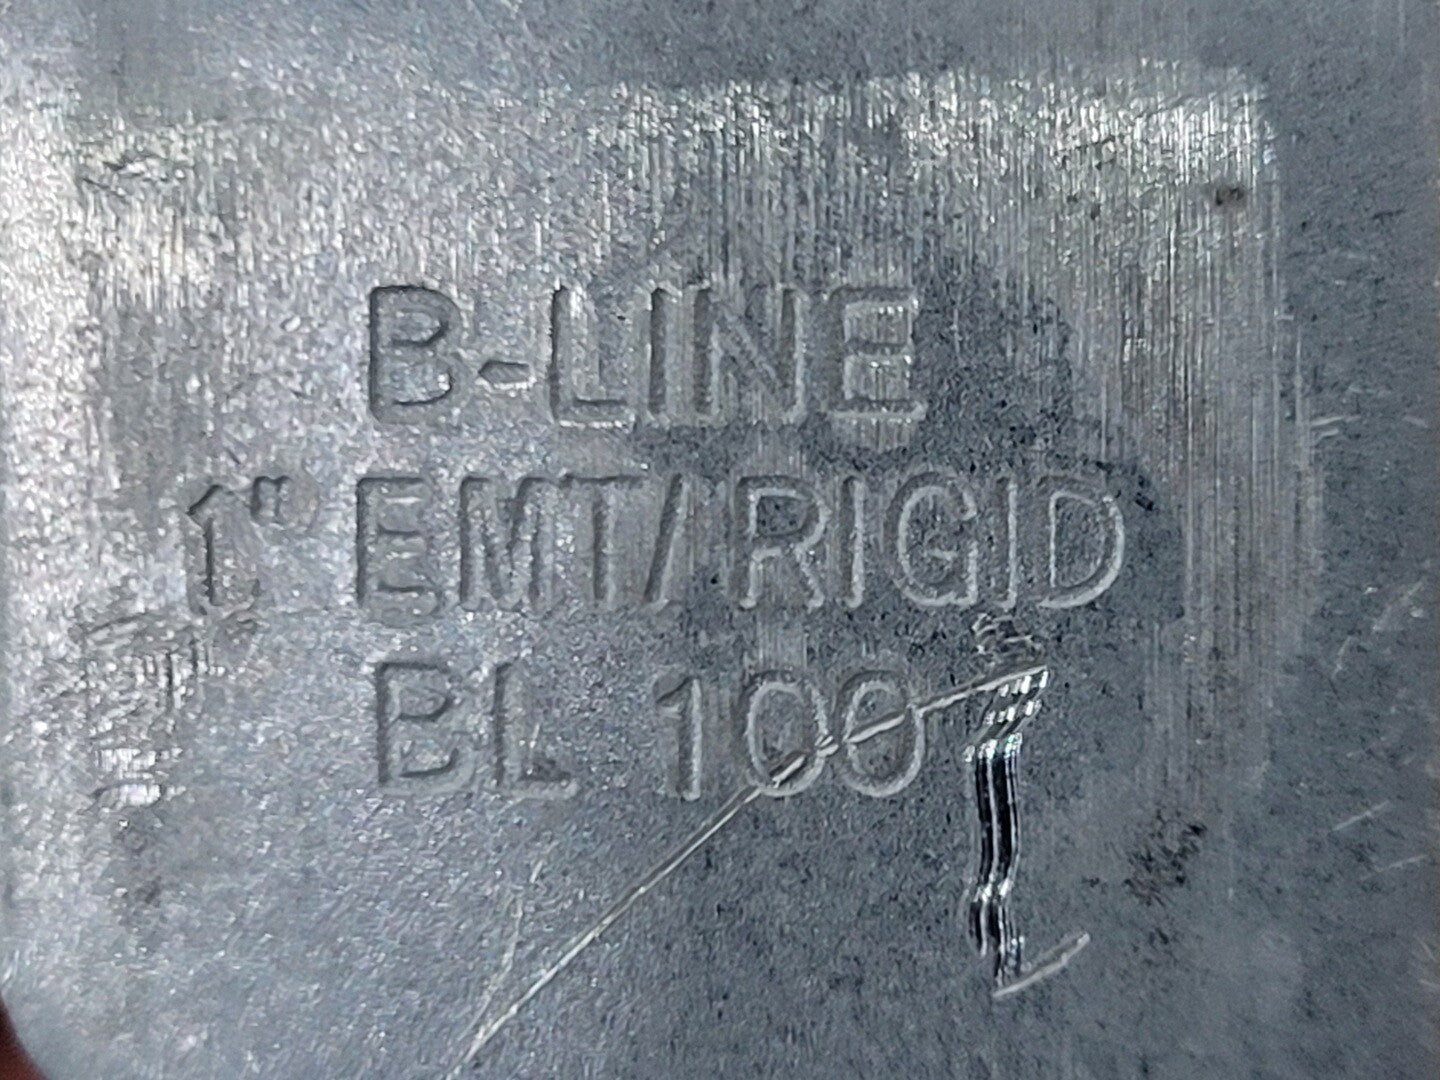 B-LINE
1" EMT/RIGID
BL 100